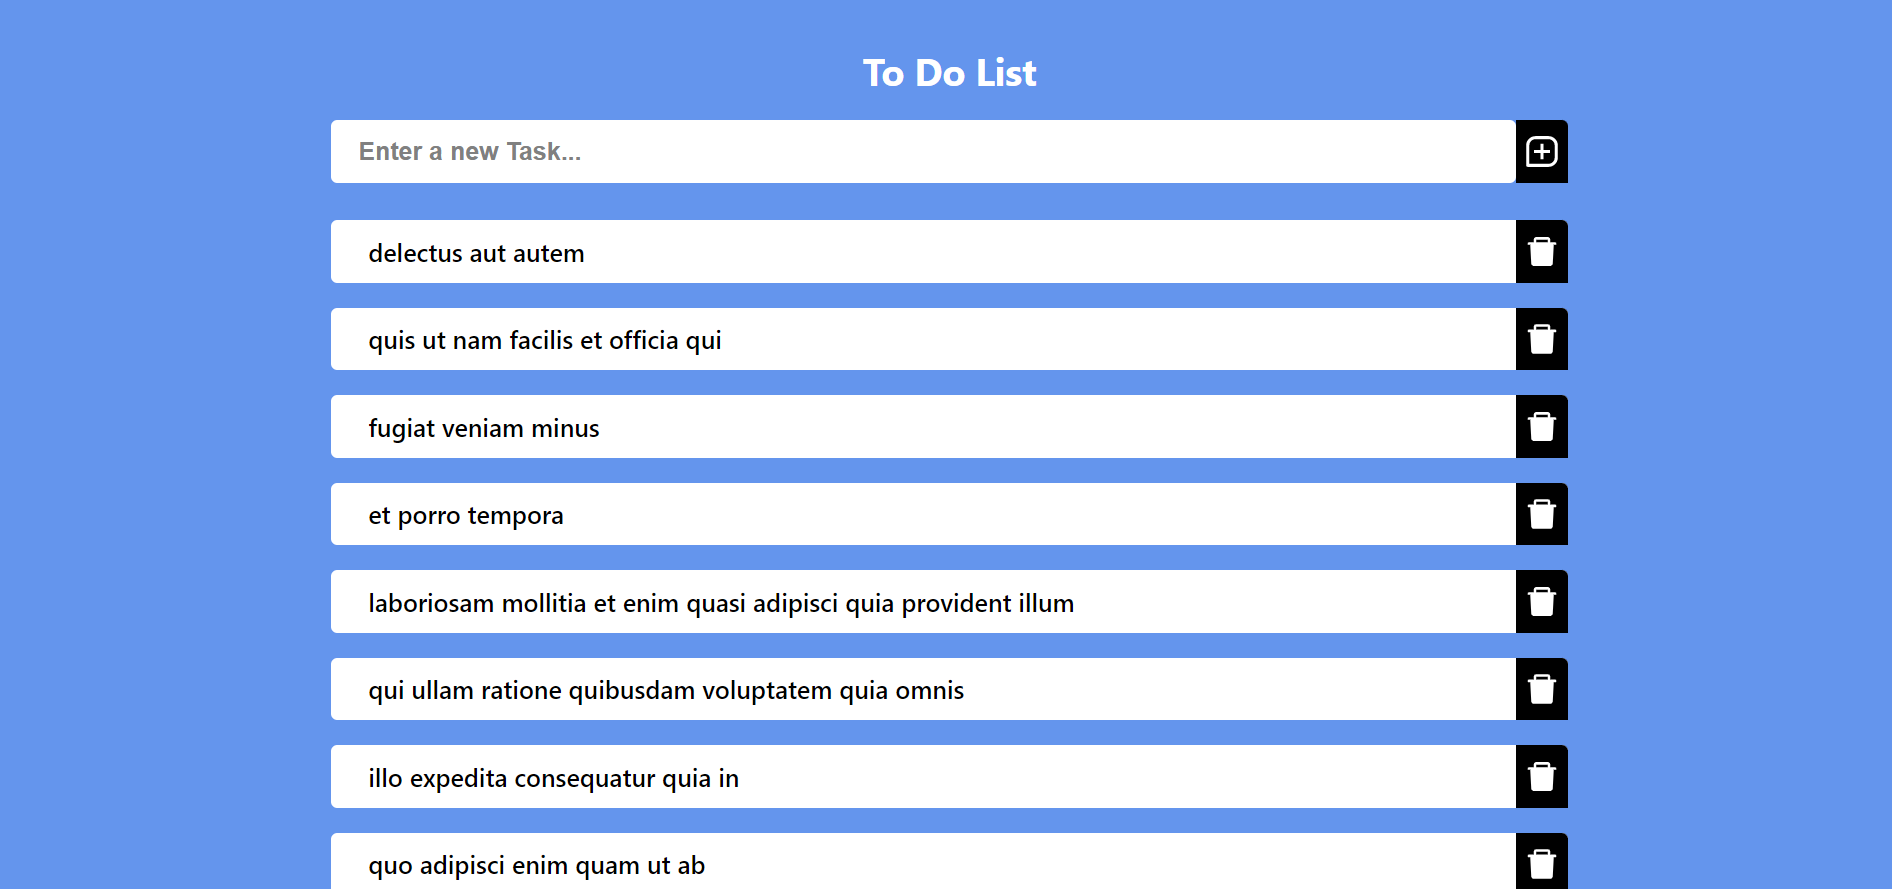 To Do List
Enter a new Task...
delectus aut autem
quis ut nam facilis et officia qui
fugiat veniam minus
et porro tempora
laboriosam mollitia et enim quasi adipisci quia provident illum
qui ullam ratione quibusdam voluptatem quia omnis
illo expedita consequatur quia in
quo adipisci enim quam ut ab